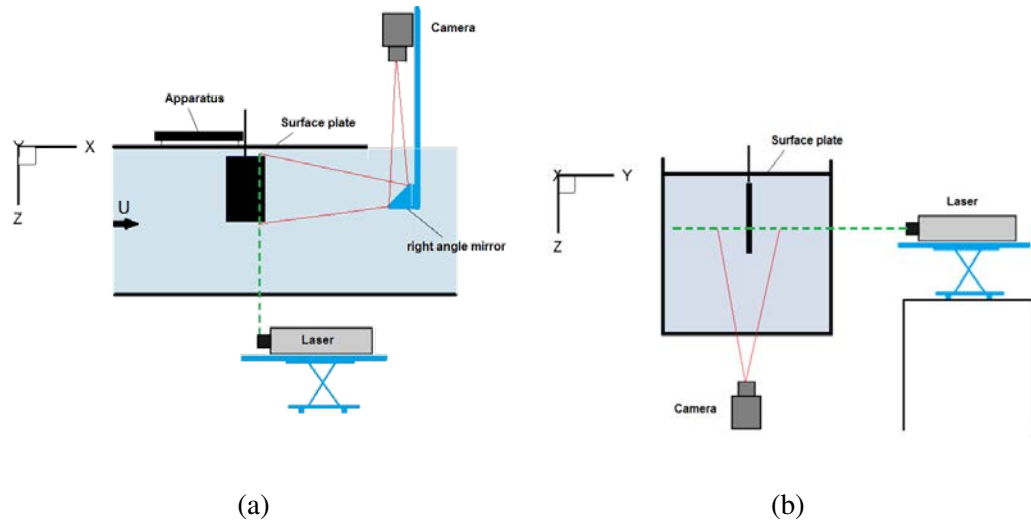 Camera
Apparatus
Surface plate
Y
X
Z
U
right angle mirror
Laser
Surface plate
X
Y
Z
Laser
Camera
(a)
(b)